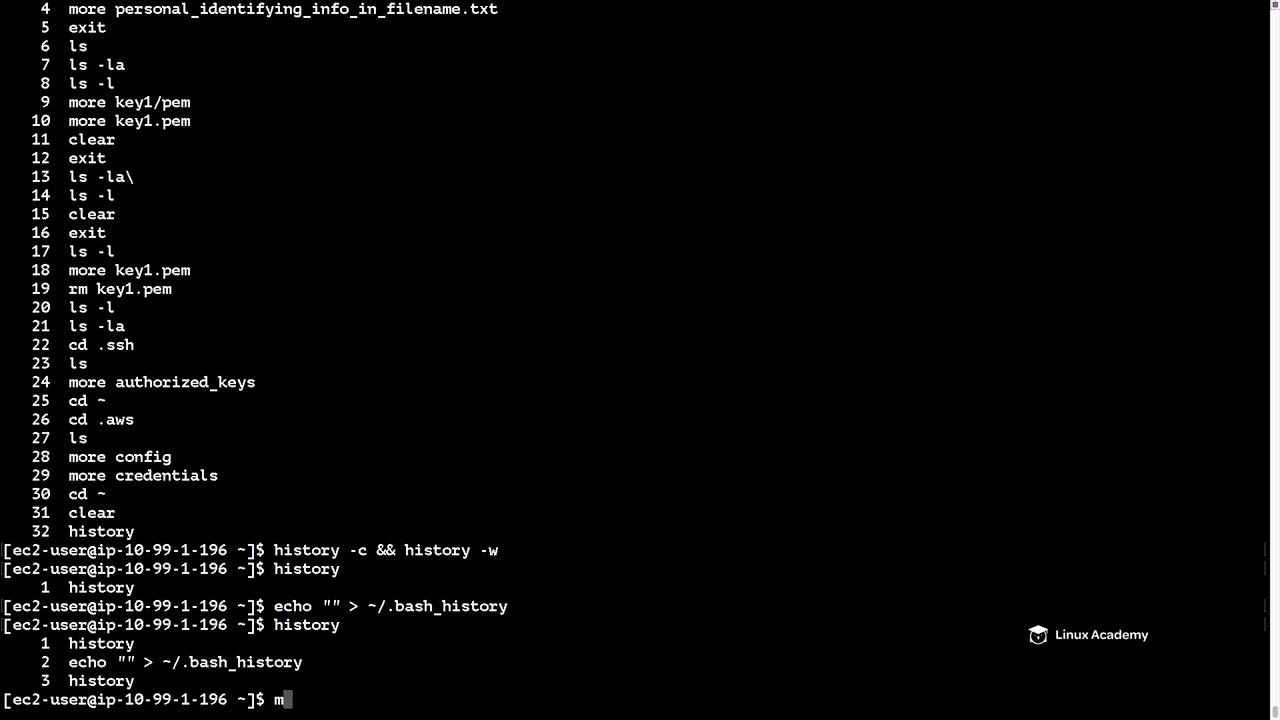 4 more personal_identifying_info_in_filename.txt
5 exit
6 ls
7 ls -la
8 ls -l
9 more key1/pem
10 more key1.pem
11 clear
12 exit
13 ls -la\
14 ls -l
15 clear
16 exit
17 ls -l
18 more key1.pem
19 rm key1.pem
20 ls -l
21 ls -la
22 cd .ssh
23 ls
24 more authorized_keys
25 cd ~
26 cd .aws
27 ls
28 more config
29 more credentials
30 cd ~
31 clear
32 history
[ec2-user@ip-10-99-1-196 ~]$ history -c && history -w
[ec2-user@ip-10-99-1-196 ~]$ history
1 history
[ec2-user@ip-10-99-1-196 ~]$ echo "" > ~/.bash_history
[ec2-user@ip-10-99-1-196 ~]$ history
1 history
2 echo "" > ~/.bash_history
3 history
[ec2-user@ip-10-99-1-196 ~]$ m
Linux Academy